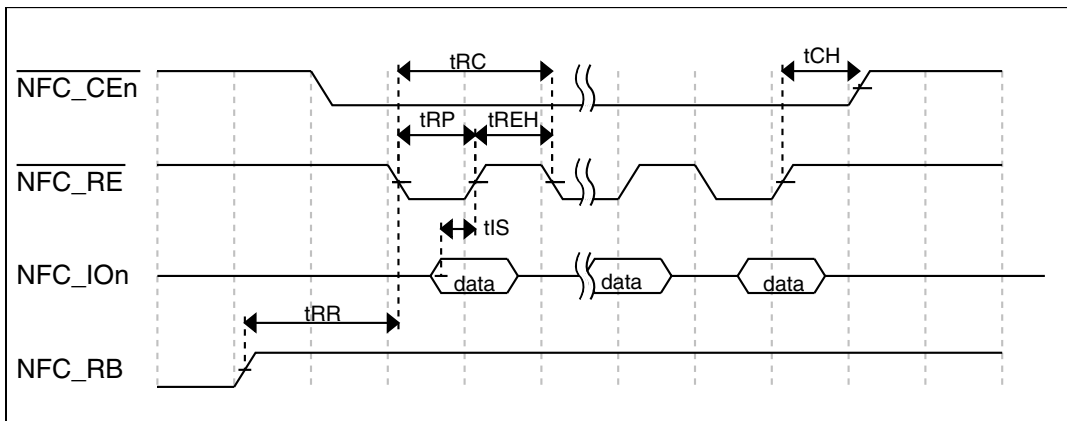 tRC
tCH
NFC_CEn
tRP
tREH
NFC_RE
tIS
NFC_IOn
data
data
data
tRR
NFC_RB